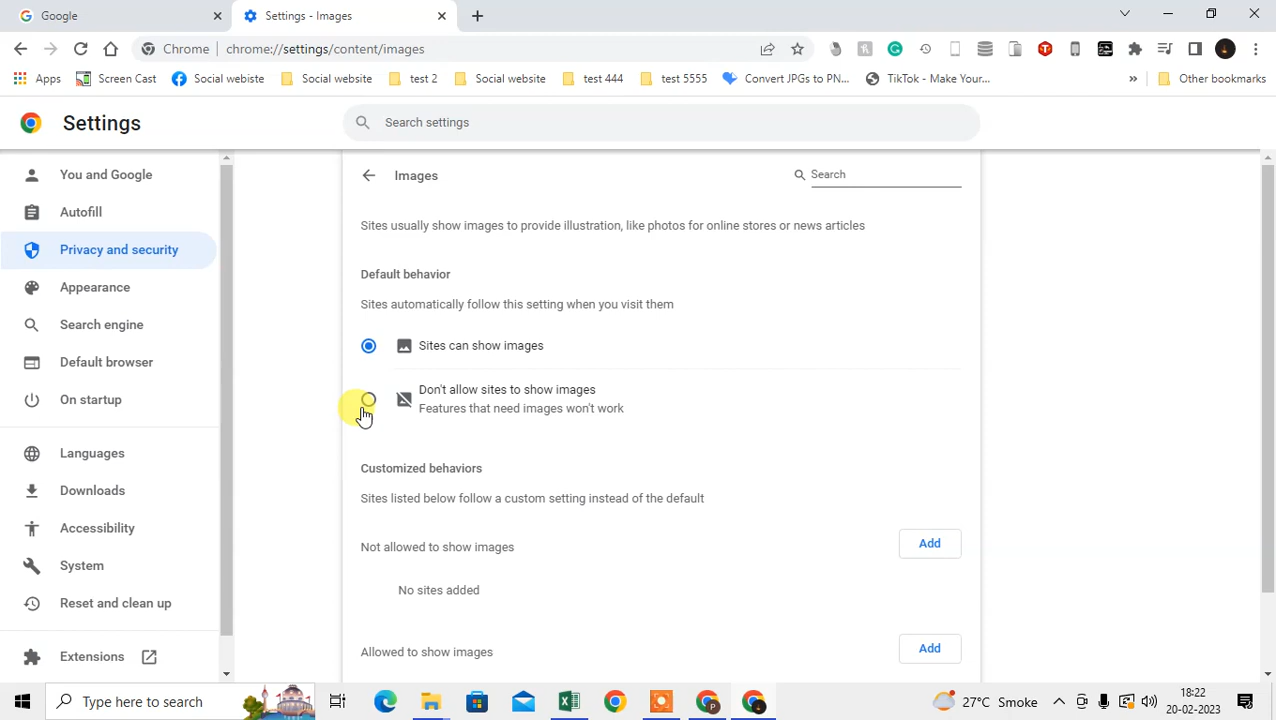 Google
Settings - Images
Chrome
chrome://settings/content/images
Apps
Screen Cast
Social webiste
Social website
test 2
Social website
test 444
test 5555
Convert JPGs to PN...
TikTok - Make Your...
»
Other bookmarks
Settings
Search settings
You and Google
Autofill
Privacy and security
Appearance
Search engine
Default browser
On startup
Languages
Downloads
Accessibility
System
Reset and clean up
Extensions
Images
Search
Sites usually show images to provide illustration, like photos for online stores or news articles
Default behavior
Sites automatically follow this setting when you visit them
Sites can show images
Don't allow sites to show images
Features that need images won't work
Customized behaviors
Sites listed below follow a custom setting instead of the default
Not allowed to show images
Add
No sites added
Allowed to show images
Add
Type here to search
27°C Smoke
18:22
20-02-2023